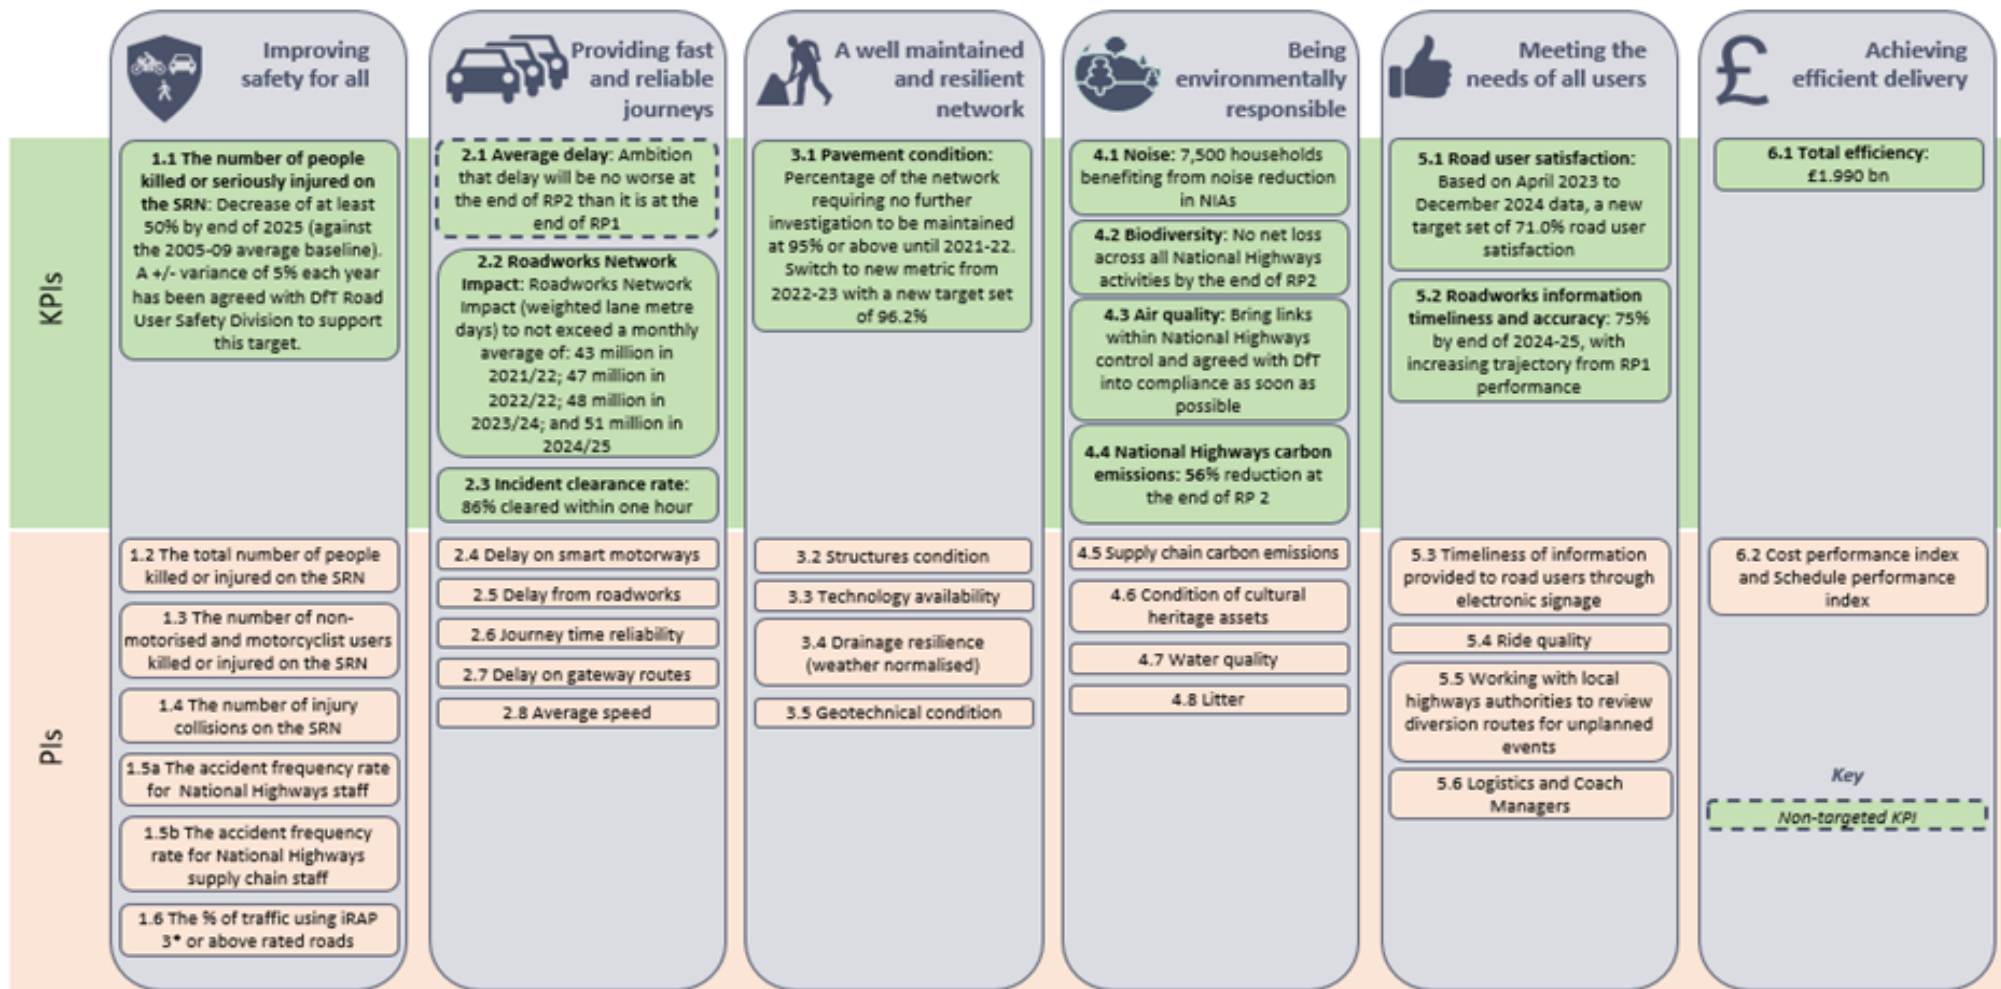 Improving
safety for all
Providing fast
and reliable
journeys
A well maintained
and resilient
network
Being
environmentally
responsible
Meeting the
needs of all users
£
Achieving
efficient delivery
KPIs
1.1 The number of people
killed or seriously injured on
the SRN: Decrease of at least
50% by end of 2025 (against
the 2005-09 average baseline).
A +/- variance of 5% each year
has been agreed with DfT Road
User Safety Division to support
this target.
2.1 Average delay: Ambition
that delay will be no worse at
the end of RP2 than it is at the
end of RP1
2.2 Roadworks Network
Impact: Roadworks Network
Impact (weighted lane metre
days) to not exceed a monthly
average of: 43 million in
2021/22; 47 million in
2022/22; 48 million in
2023/24; and 51 million in
2024/25
2.3 Incident clearance rate:
86% cleared within one hour
3.1 Pavement condition:
Percentage of the network
requiring no further
investigation to be maintained
at 95% or above until 2021-22.
Switch to new metric from
2022-23 with a new target set
of 96.2%
4.1 Noise: 7,500 households
benefiting from noise reduction
in NIAs
4.2 Biodiversity: No net loss
across all National Highways
activities by the end of RP2
4.3 Air quality: Bring links
within National Highways
control and agreed with DfT
into compliance as soon as
possible
4.4 National Highways carbon
emissions: 56% reduction at
the end of RP 2
5.1 Road user satisfaction:
Based on April 2023 to
December 2024 data, a new
target set of 71.0% road user
satisfaction
5.2 Roadworks information
timeliness and accuracy: 75%
by end of 2024-25, with
increasing trajectory from RP1
performance
6.1 Total efficiency:
£1.990 bn
PIs
1.2 The total number of people
killed or injured on the SRN
1.3 The number of non-
motorised and motorcyclist users
killed or injured on the SRN
1.4 The number of injury
collisions on the SRN
1.5a The accident frequency rate
for National Highways staff
1.5b The accident frequency
rate for National Highways
supply chain staff
1.6 The % of traffic using iRAP
3* or above rated roads
2.4 Delay on smart motorways
2.5 Delay from roadworks
2.6 Journey time reliability
2.7 Delay on gateway routes
2.8 Average speed
3.2 Structures condition
3.3 Technology availability
3.4 Drainage resilience
(weather normalised)
3.5 Geotechnical condition
4.5 Supply chain carbon emissions
4.6 Condition of cultural
heritage assets
4.7 Water quality
4.8 Litter
5.3 Timeliness of information
provided to road users through
electronic signage
5.4 Ride quality
5.5 Working with local
highways authorities to review
diversion routes for unplanned
events
5.6 Logistics and Coach
Managers
6.2 Cost performance index
and Schedule performance
index
Key
Non-targeted KPI